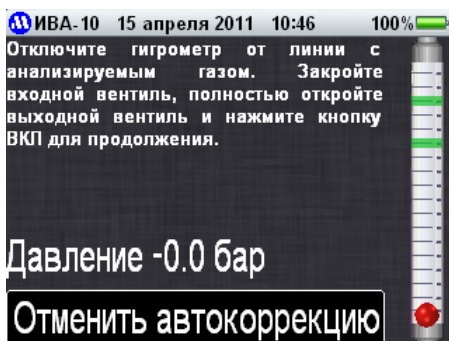 ИВА-10 15 апреля 2011 10:46 100%
Отключите гигрометр от линии с
анализируемым газом. Закройте
входной вентиль, полностью откройте
выходной вентиль и нажмите кнопку
ВКЛ для продолжения.
Давление -0.0 бар
Отменить автокоррекцию